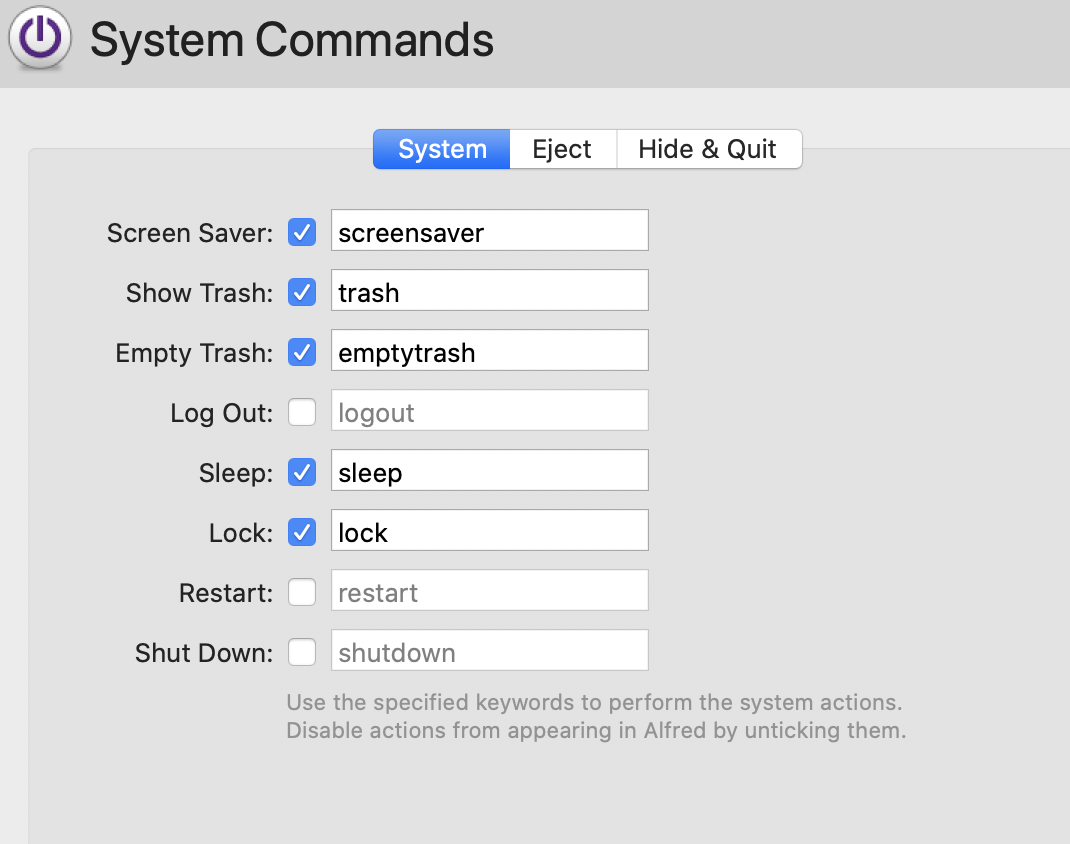 System Commands
System Eject Hide & Quit
Screen Saver: screensaver
Show Trash: trash
Empty Trash: emptytrash
Log Out: logout
Sleep: sleep
Lock: lock
Restart: restart
Shut Down: shutdown
Use the specified keywords to perform the system actions.
Disable actions from appearing in Alfred by unticking them.